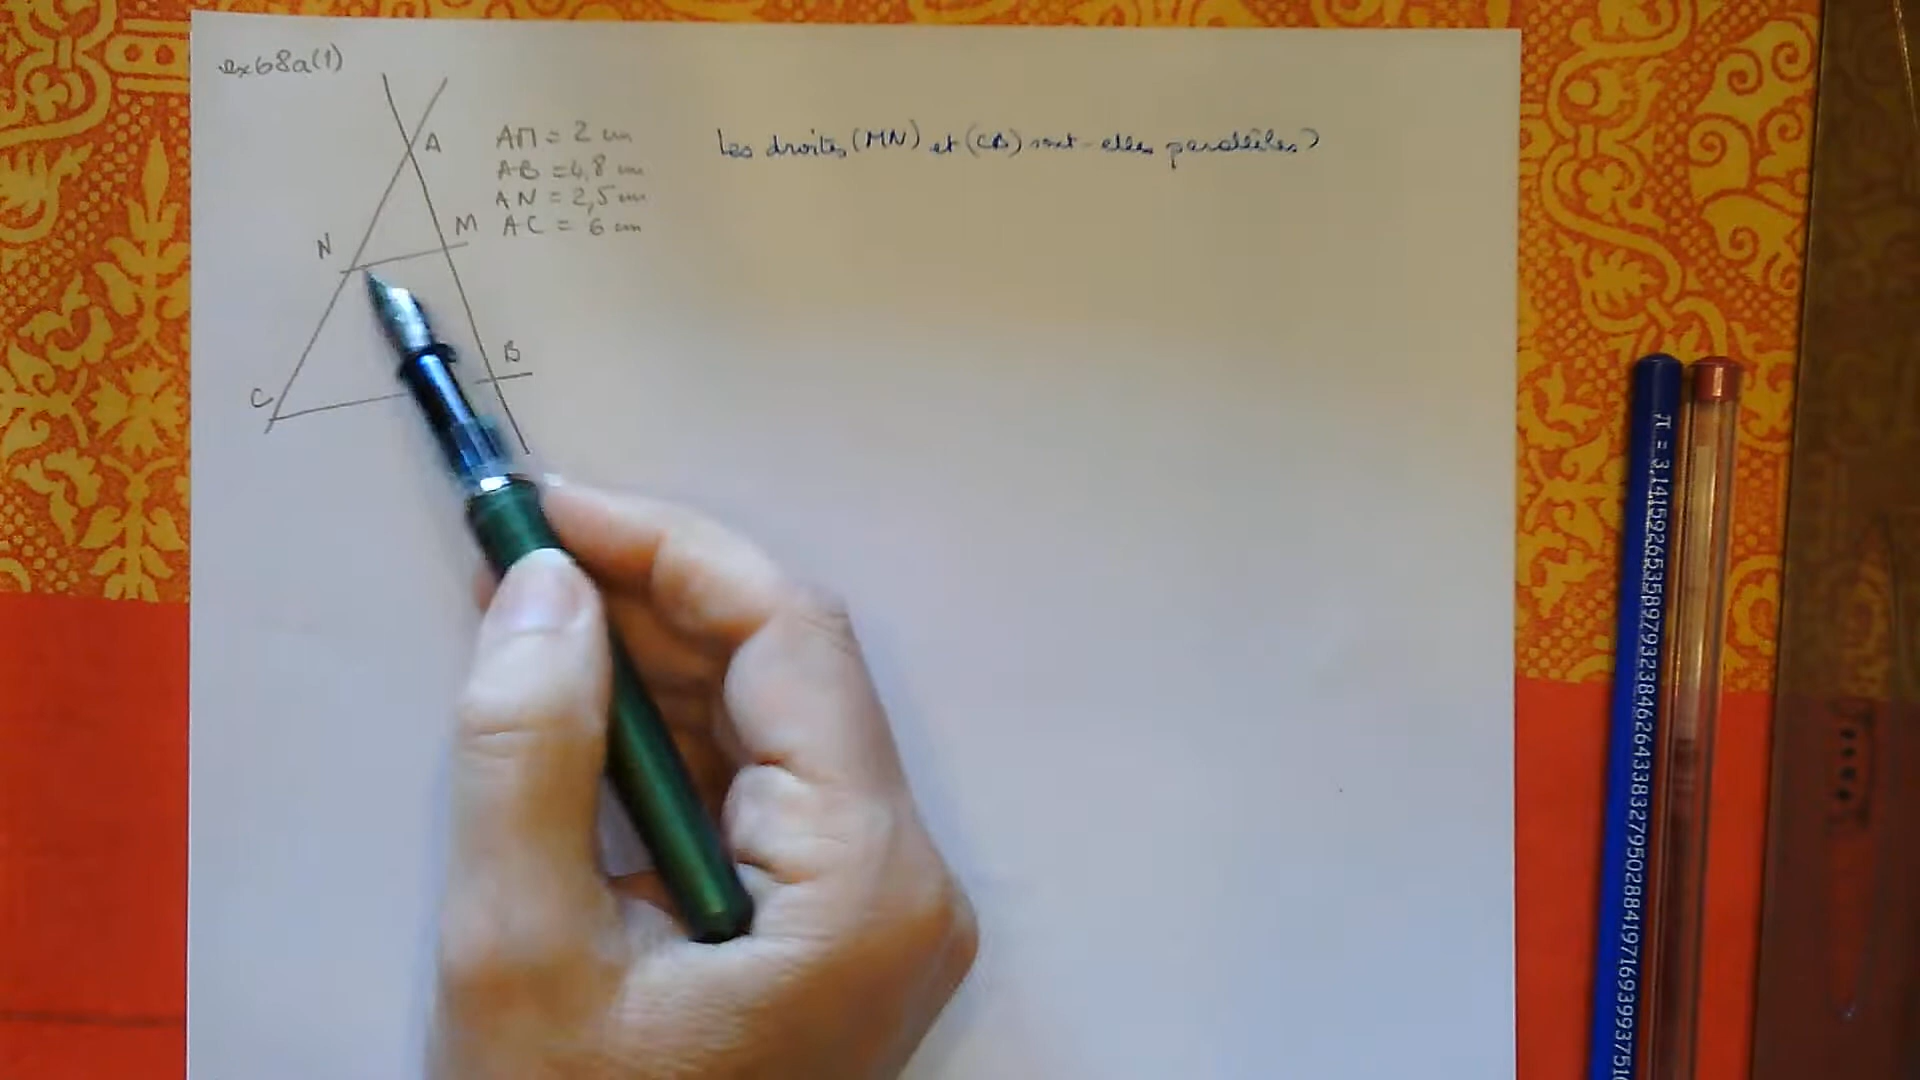 ex68a(1)
A
AM = 2 cm
AB = 4,8 cm
AN = 2,5 cm
AC = 6 cm
Les droites (MN) et (CB) sont-elles parallèles ?
N
M
B
C
π = 3,14159265358979323846264338327950288419716939937510